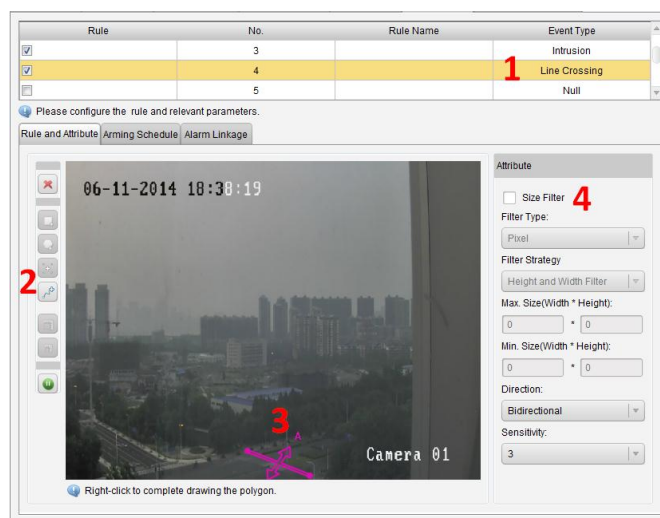 Rule No. Rule Name Event Type
3 Intrusion
4 Line Crossing
1
5 Null
Please configure the rule and relevant parameters.
Rule and Attribute Arming Schedule Alarm Linkage
06-11-2014 18:38:19
2
3
A
Camera 01
Right-click to complete drawing the polygon.
Attribute
Size Filter
4
Filter Type:
Pixel
Filter Strategy
Height and Width Filter
Max. Size(Width * Height):
0 * 0
Min. Size(Width * Height):
0 * 0
Direction:
Bidirectional
Sensitivity:
3